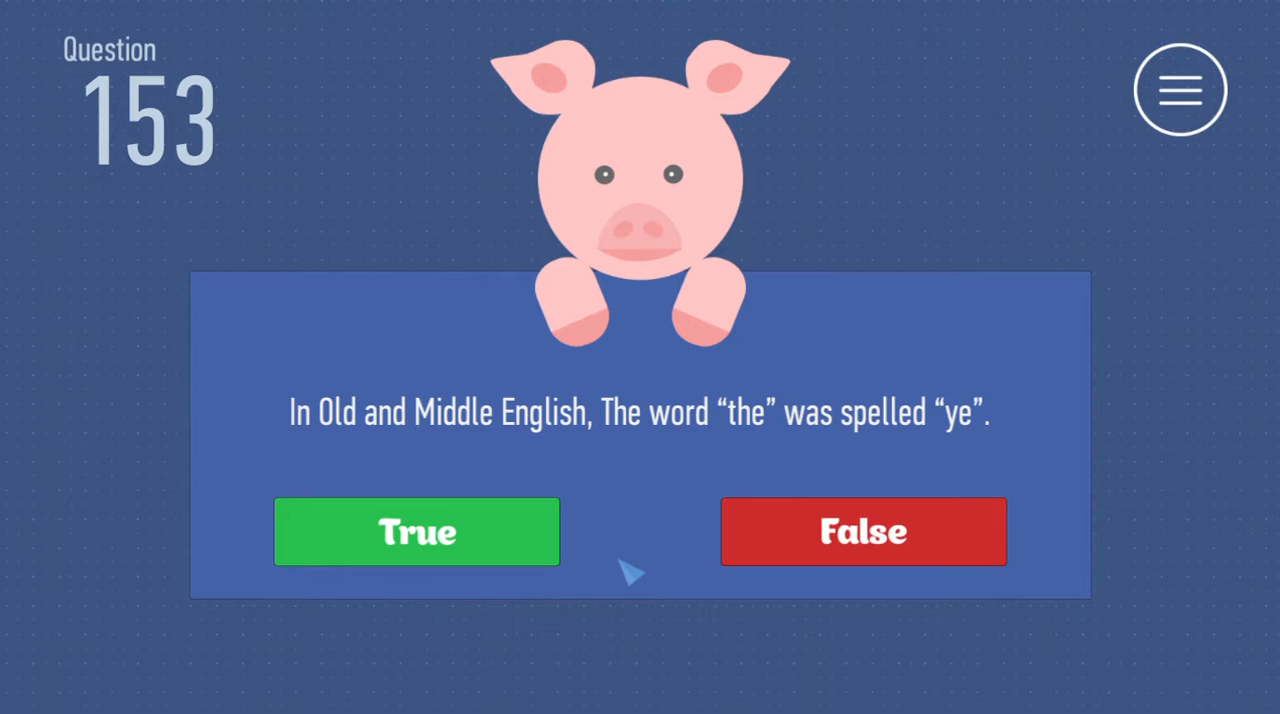 Question
153
In Old and Middle English, The word “the” was spelled “ye”.
True
False